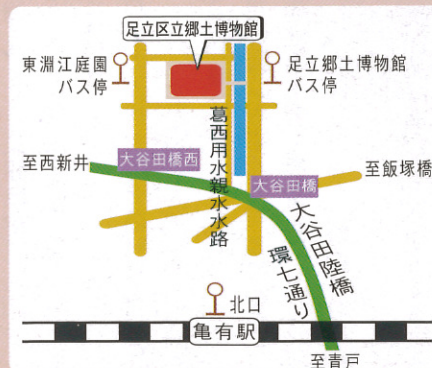 足立区立郷土博物館
東淵江庭園
バス停
足立郷土博物館
バス停
葛西用水親水水路
至西新井
大谷田橋西
大谷田橋
至飯塚橋
大谷田陸橋
環七通り
北口
亀有駅
至青戸